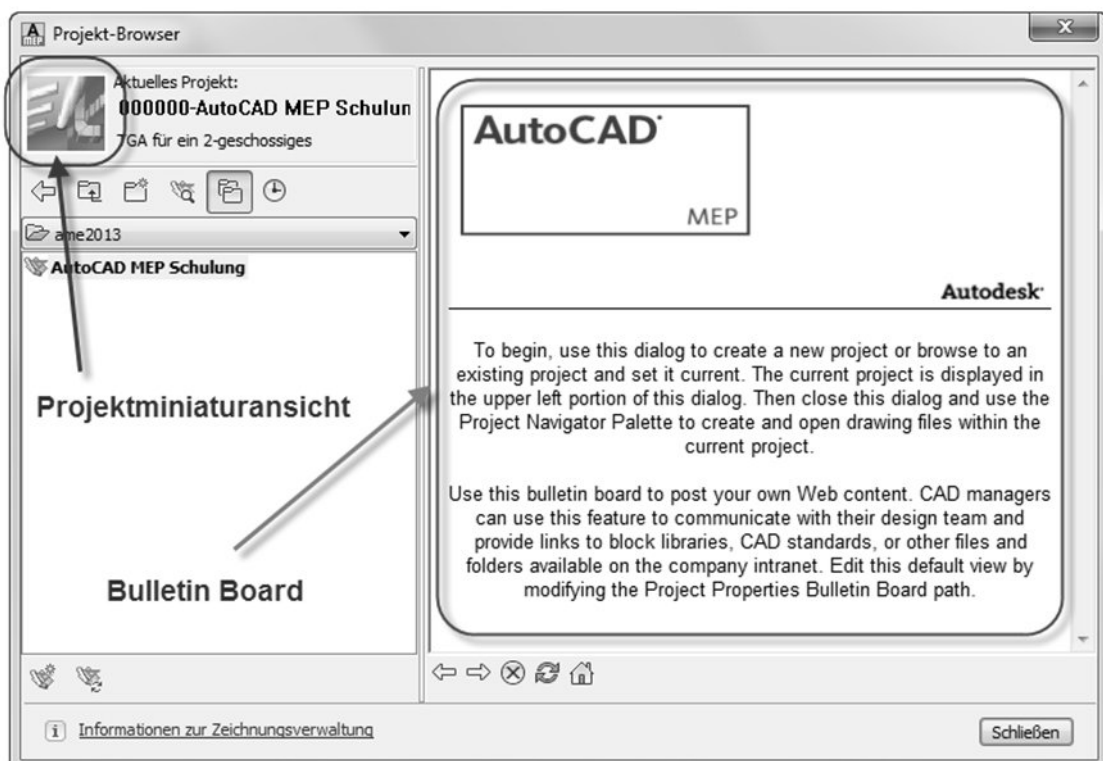 Projekt-Browser
Aktuelles Projekt:
000000-AutoCAD MEP Schulun
TGA für ein 2-geschossiges
ame2013
AutoCAD MEP Schulung
Projektminiaturansicht
Bulletin Board
AutoCAD
MEP
Autodesk
To begin, use this dialog to create a new project or browse to an
existing project and set it current. The current project is displayed in
the upper left portion of this dialog. Then close this dialog and use the
Project Navigator Palette to create and open drawing files within the
current project.
Use this bulletin board to post your own Web content. CAD managers
can use this feature to communicate with their design team and
provide links to block libraries, CAD standards, or other files and
folders available on the company intranet. Edit this default view by
modifying the Project Properties Bulletin Board path.
Informationen zur Zeichnungsverwaltung
Schließen